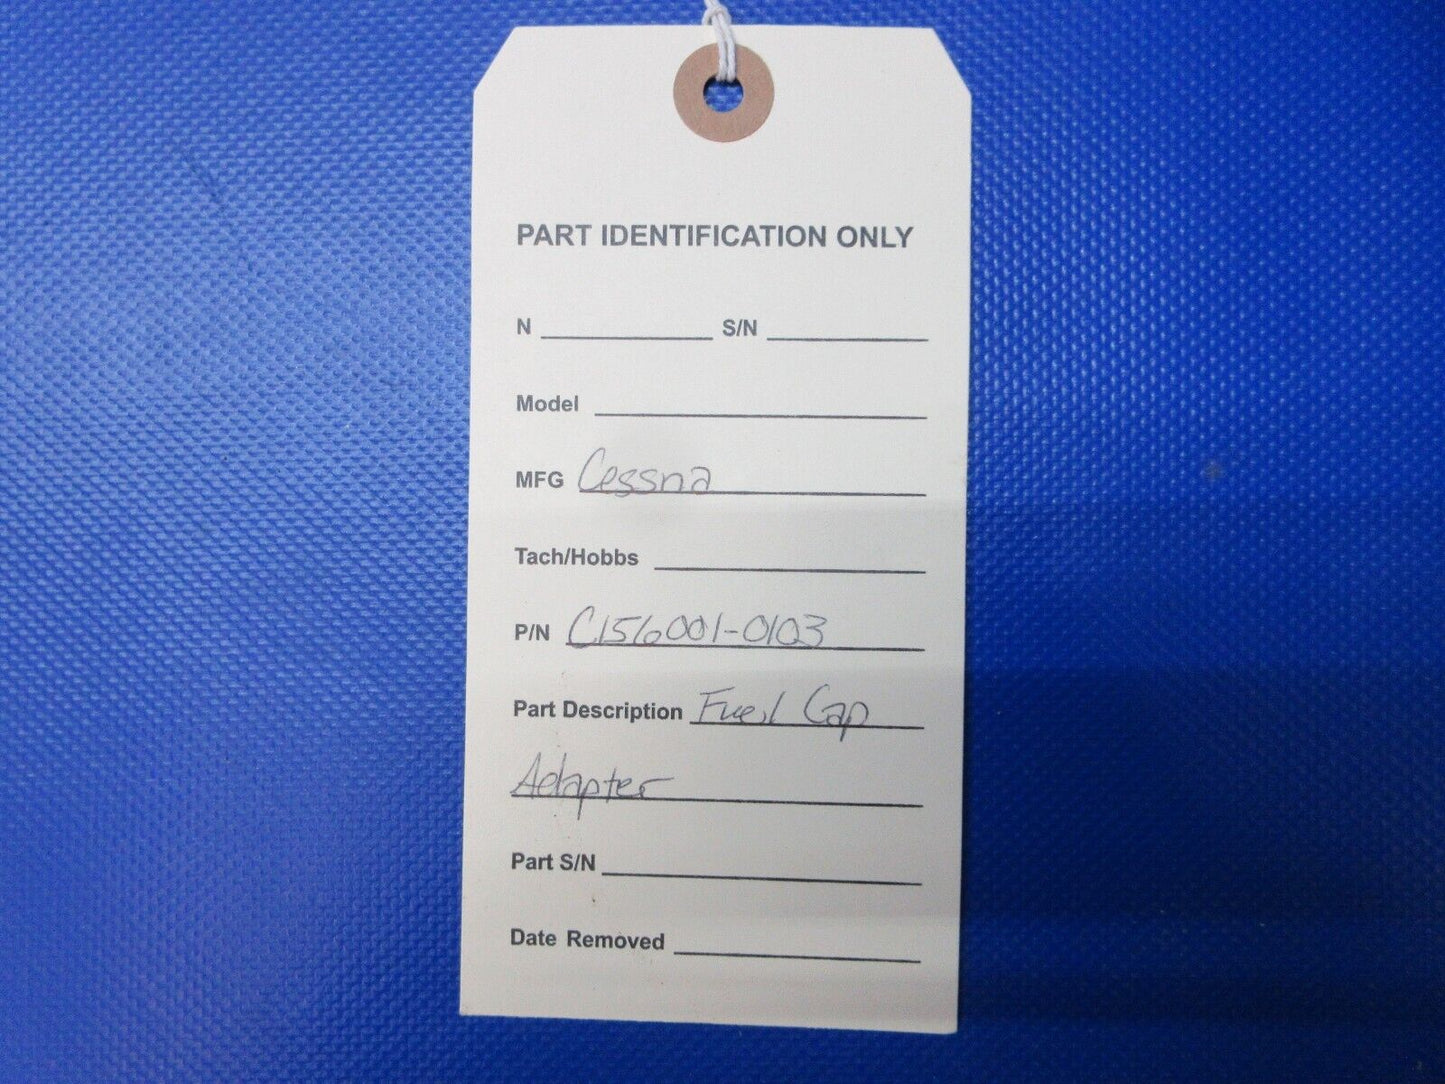 PART IDENTIFICATION ONLY
N S/N
Model
MFG Cessna
Tach/Hobbs
P/N C156001-0103
Part Description Fuel Cap
Adapter
Part S/N
Date Removed